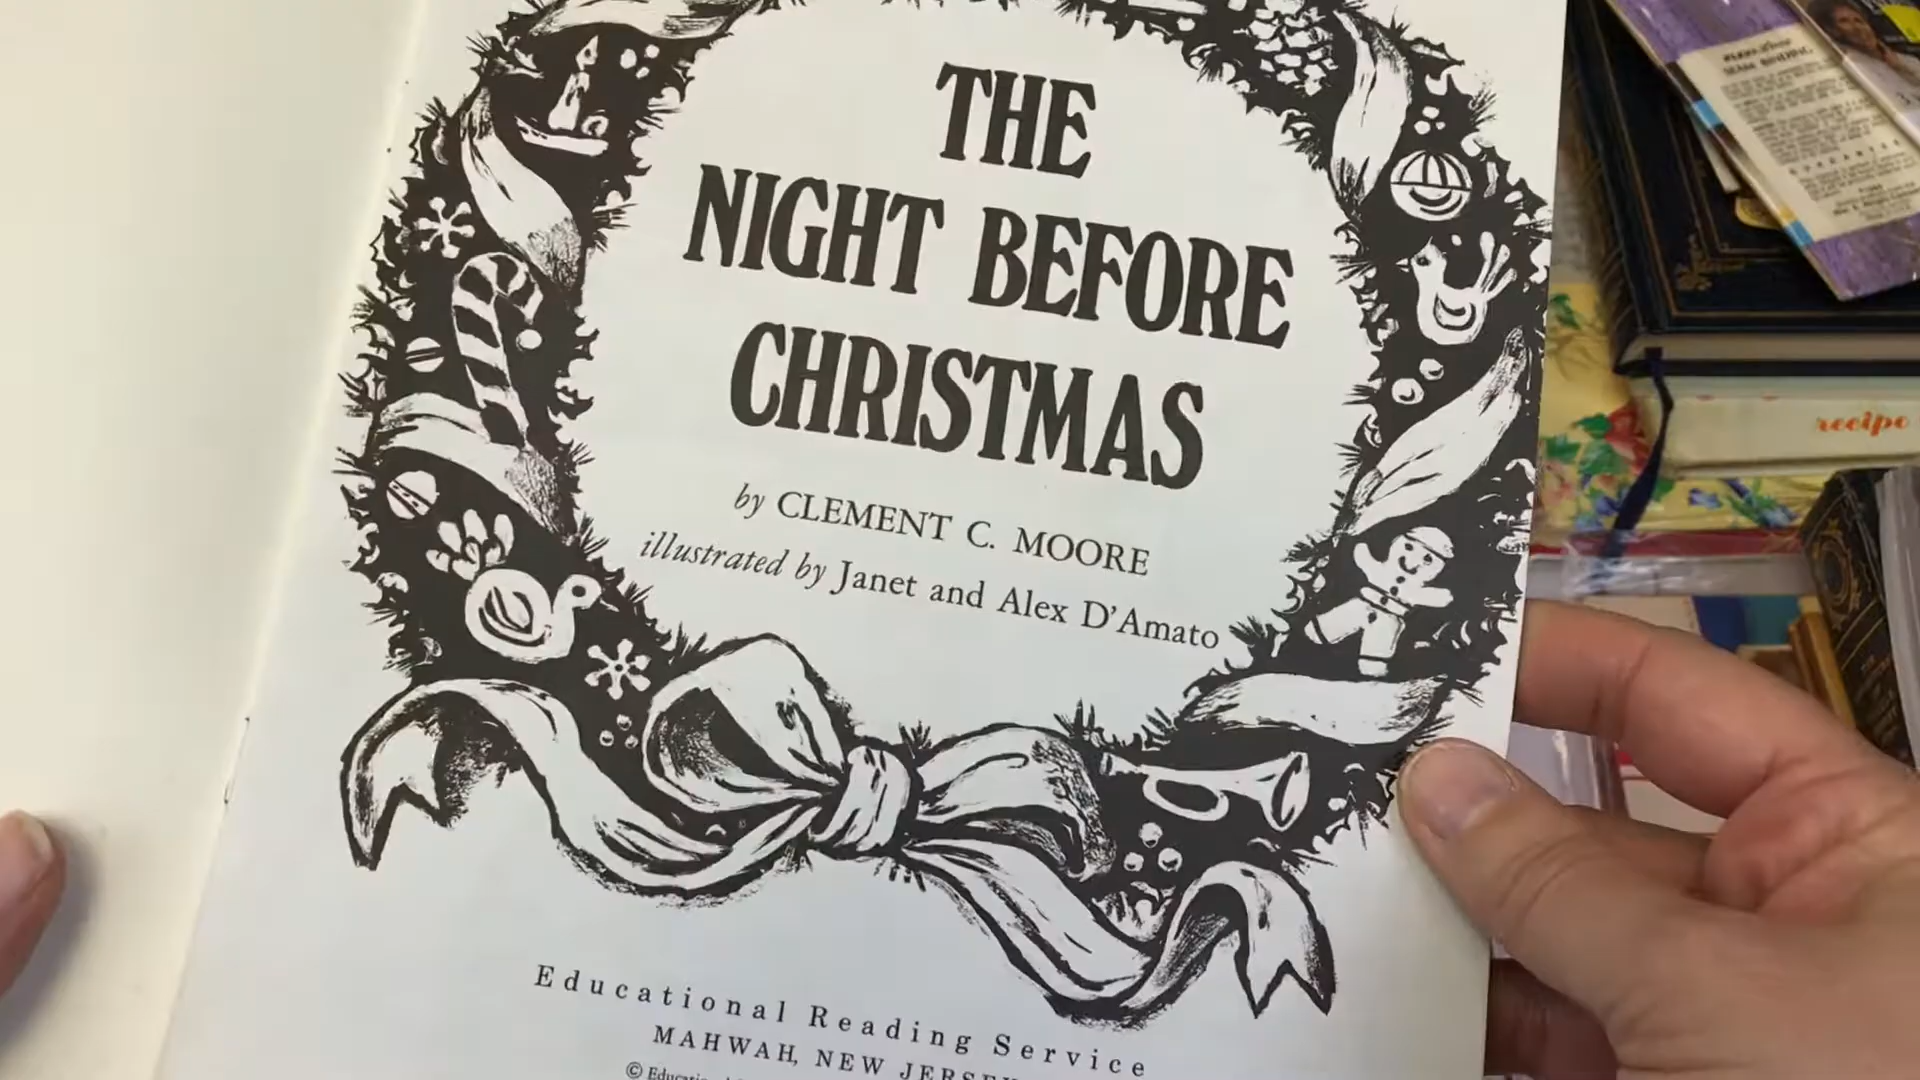 THE
NIGHT BEFORE
CHRISTMAS
by CLEMENT C. MOORE
illustrated by Janet and Alex D'Amato
Educational Reading Service
MAHWAH, NEW JERSEY
©
recipe